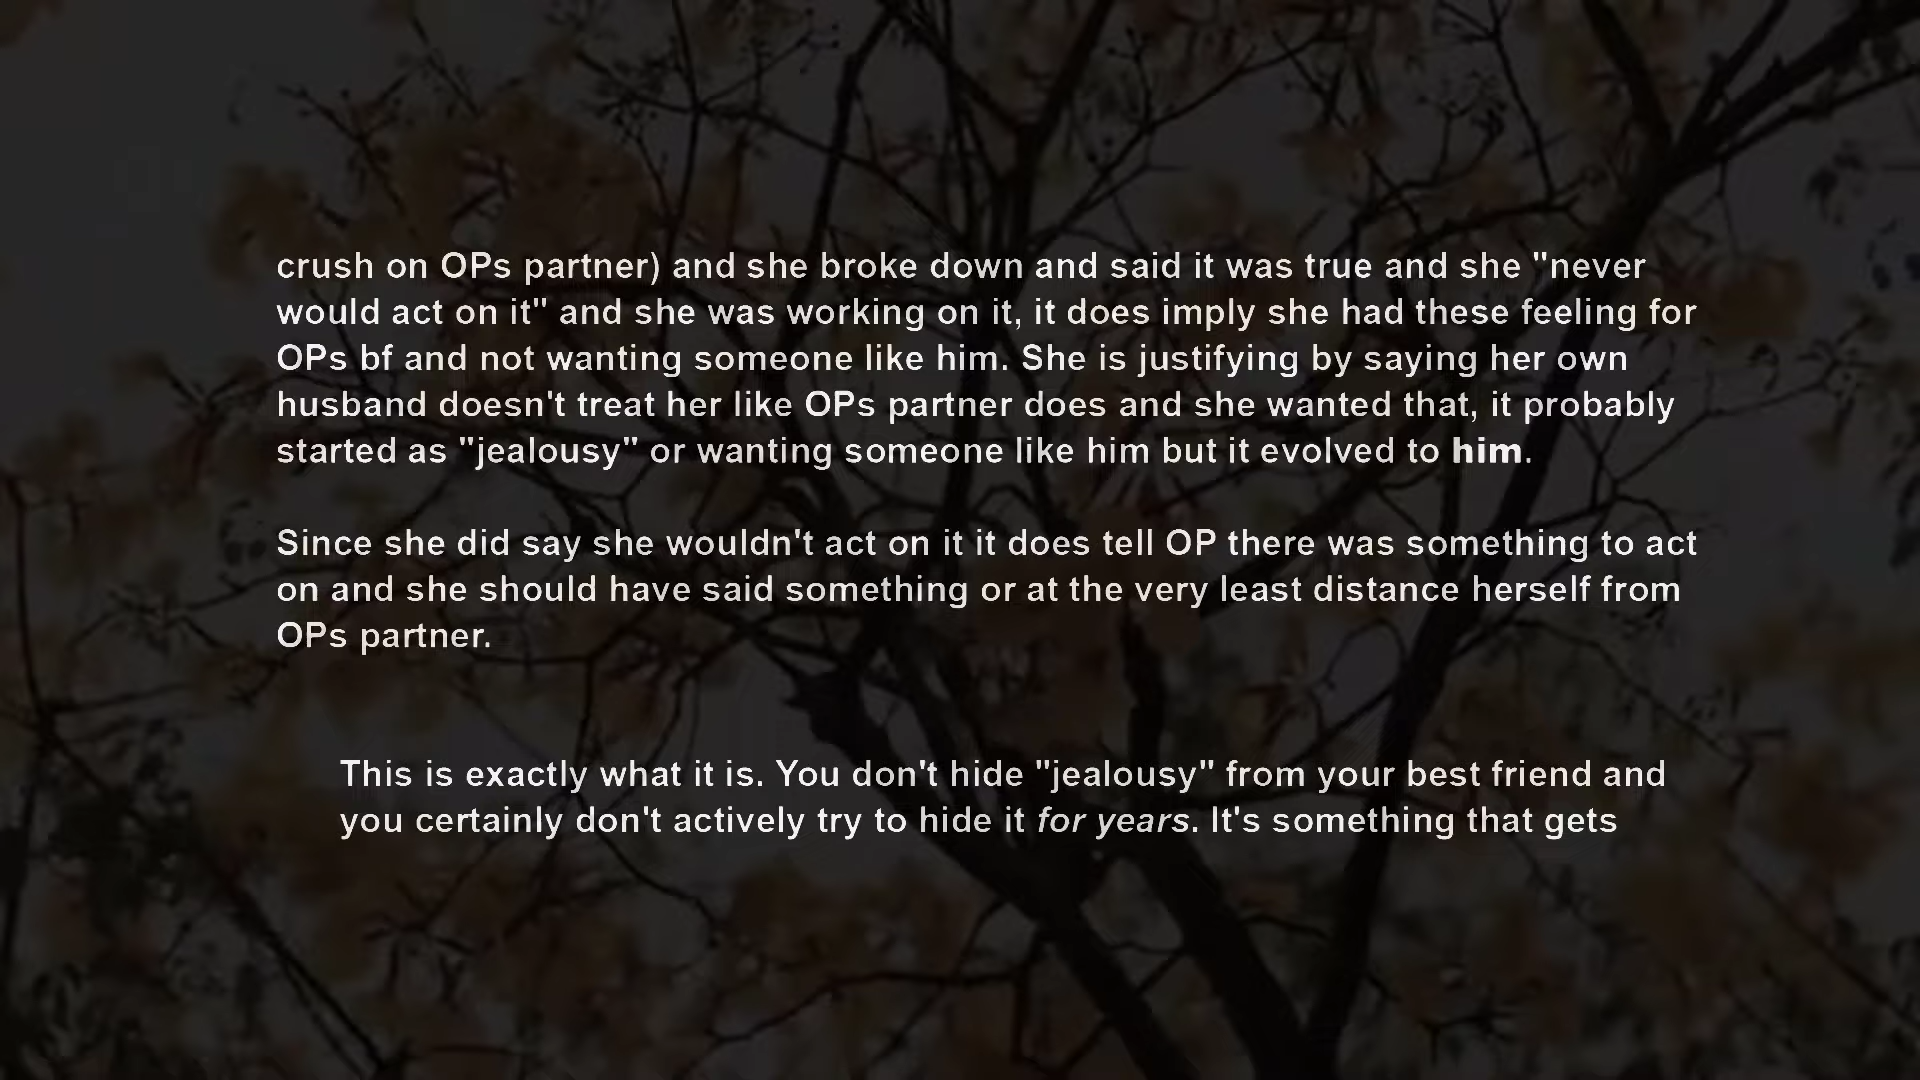 crush on OPs partner) and she broke down and said it was true and she "never
would act on it" and she was working on it, it does imply she had these feeling for
OPs bf and not wanting someone like him. She is justifying by saying her own
husband doesn't treat her like OPs partner does and she wanted that, it probably
started as "jealousy" or wanting someone like him but it evolved to him.
Since she did say she wouldn't act on it it does tell OP there was something to act
on and she should have said something or at the very least distance herself from
OPs partner.
This is exactly what it is. You don't hide "jealousy" from your best friend and
you certainly don't actively try to hide it for years. It's something that gets